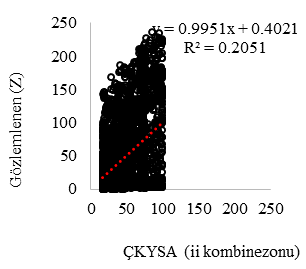 y = 0.9951x + 0.4021
R² = 0.2051
250
200
150
100
50
0
Gözlemlenen (Z)
0 50 100 150 200 250
ÇKYSA (ii kombinezonu)